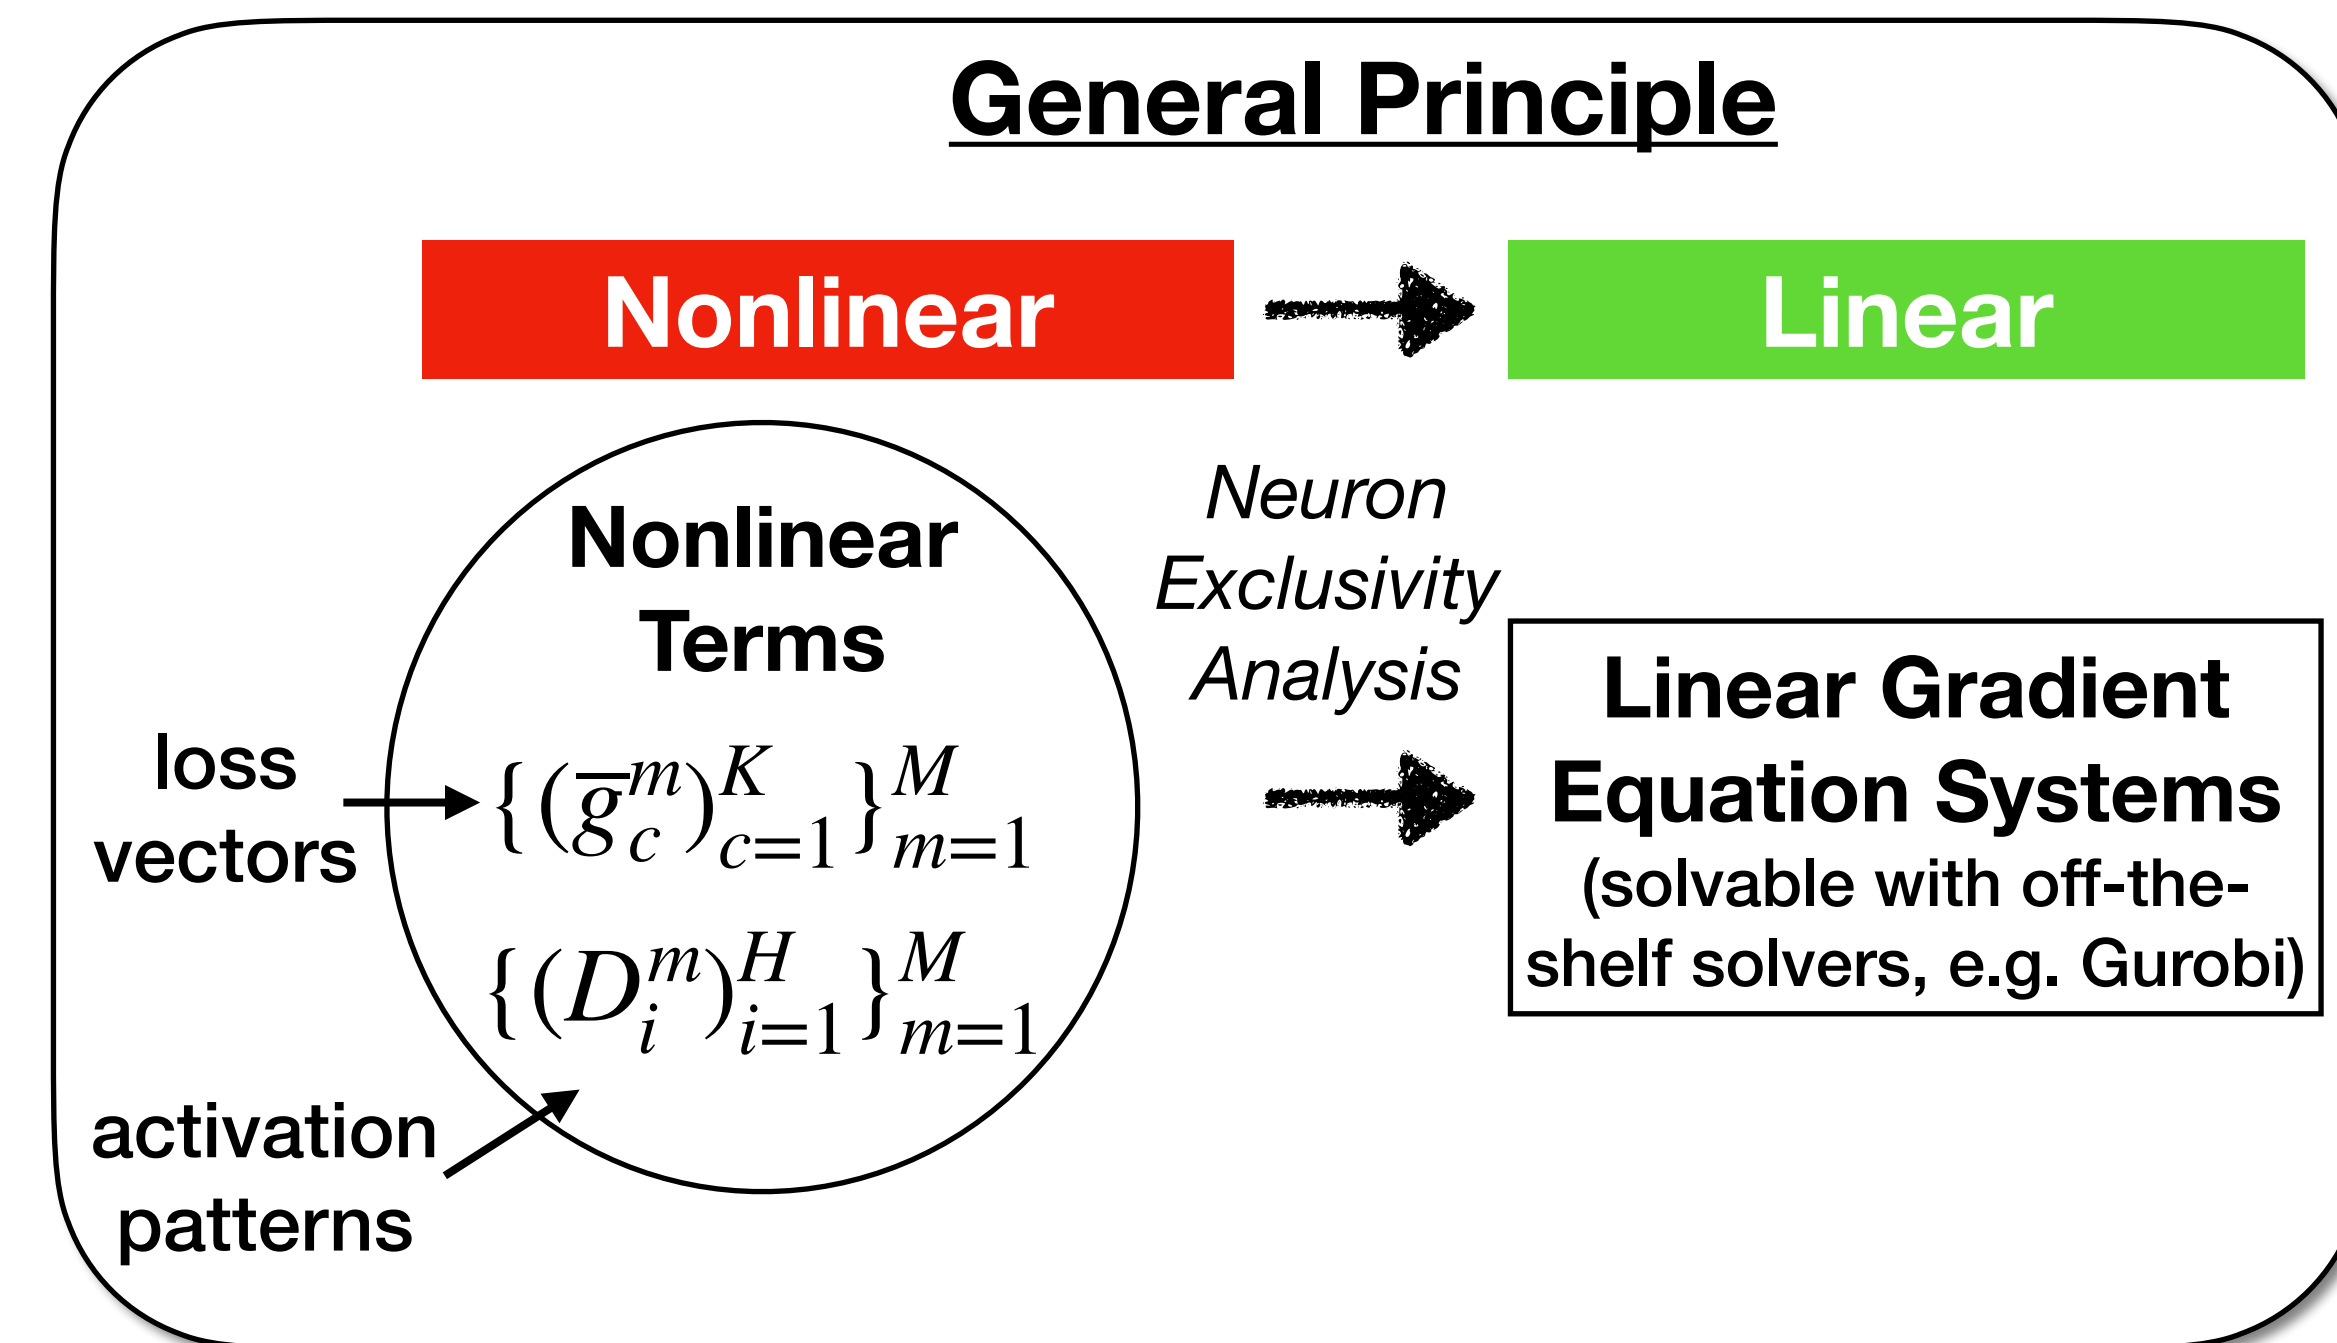 General Principle
Nonlinear
Linear
Nonlinear
Terms
loss
vectors
{(g̅_c^m)_{c=1}^K}_{m=1}^M
{(D_i^m)_{i=1}^H}_{m=1}^M
activation
patterns
Neuron
Exclusivity
Analysis
Linear Gradient
Equation Systems
(solvable with off-the-
shelf solvers, e.g. Gurobi)